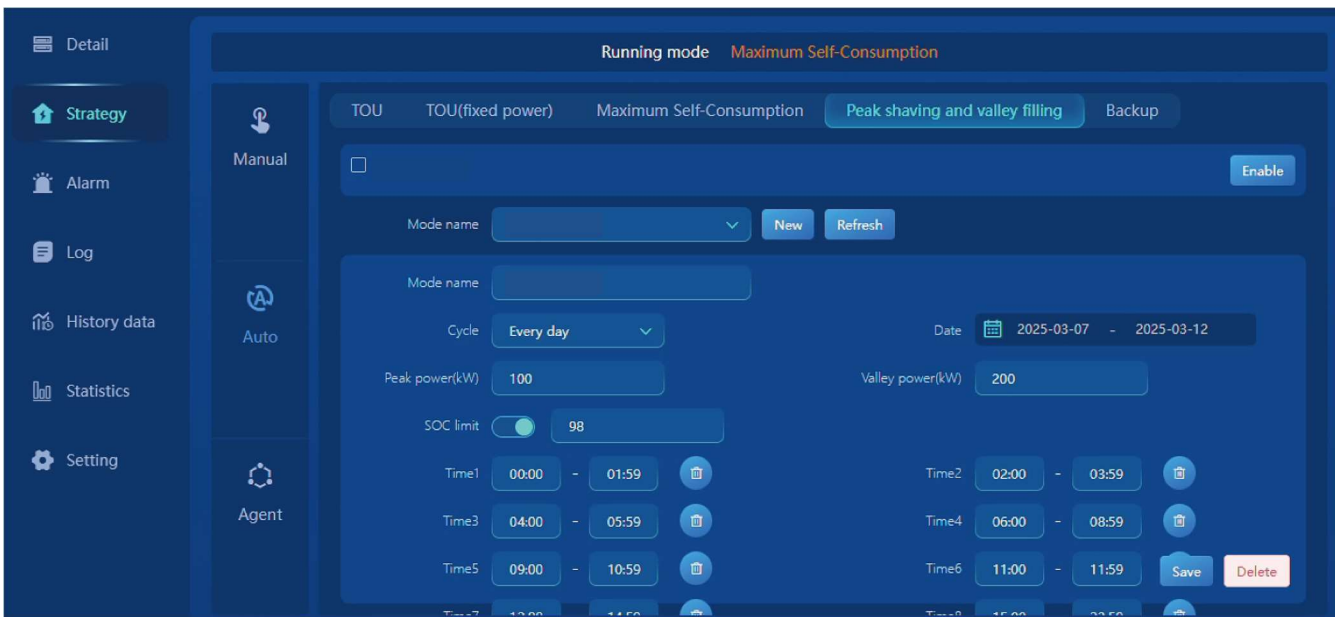 Detail
Strategy
Alarm
Log
History data
Statistics
Setting
Running mode Maximum Self-Consumption
Manual
Auto
Agent
TOU TOU(fixed power) Maximum Self-Consumption Peak shaving and valley filling Backup
Enable
Mode name New Refresh
Mode name
Cycle Every day Date 2025-03-07 - 2025-03-12
Peak power(kW) 100 Valley power(kW) 200
SOC limit 98
Time1 00:00 - 01:59 Time2 02:00 - 03:59
Time3 04:00 - 05:59 Time4 06:00 - 08:59
Time5 09:00 - 10:59 Time6 11:00 - 11:59 Save Delete